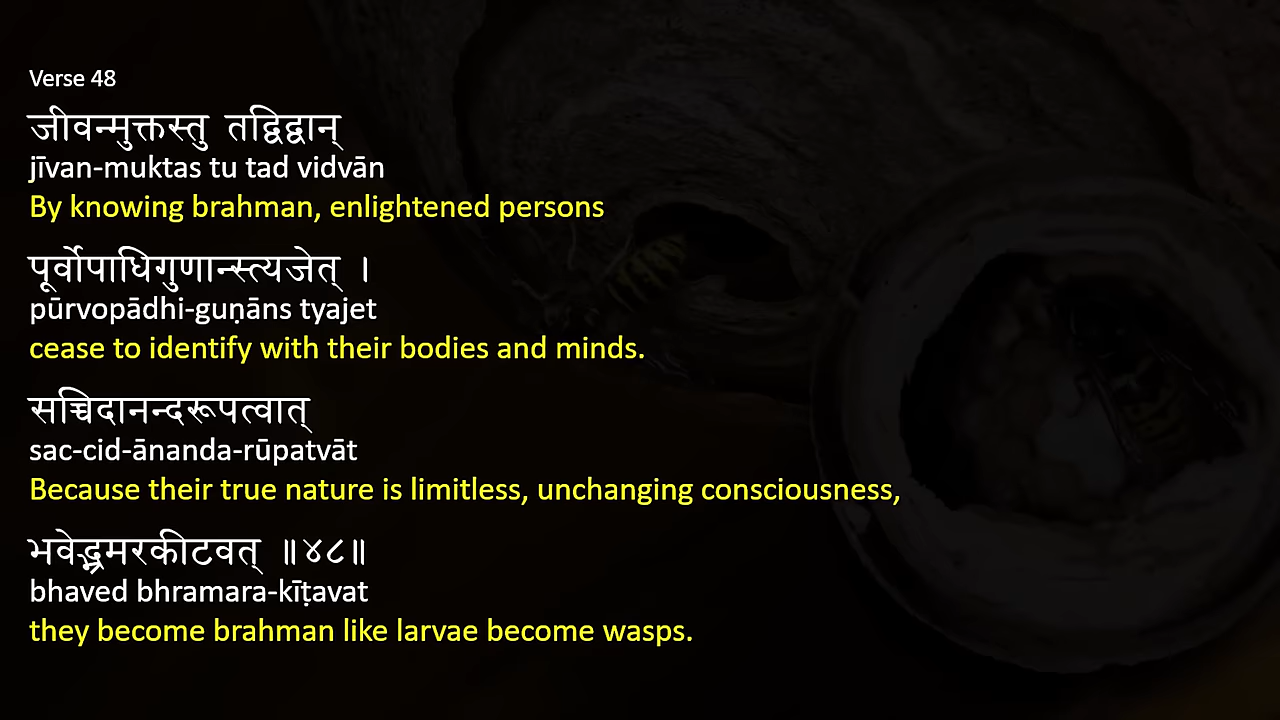 Verse 48
जीवन्मुक्तस्तु तद्विद्वान्
jīvan-muktas tu tad vidvān
By knowing brahman, enlightened persons
पूर्वोपाधिगुणान्स्त्यजेत् ।
pūrvopādhi-guṇāns tyajet
cease to identify with their bodies and minds.
सच्चिदानन्दरूपत्वात्
sac-cid-ānanda-rūpatvāt
Because their true nature is limitless, unchanging consciousness,
भवेद्भ्रमरकीटवत् ॥४८॥
bhaved bhramara-kīṭavat
they become brahman like larvae become wasps.